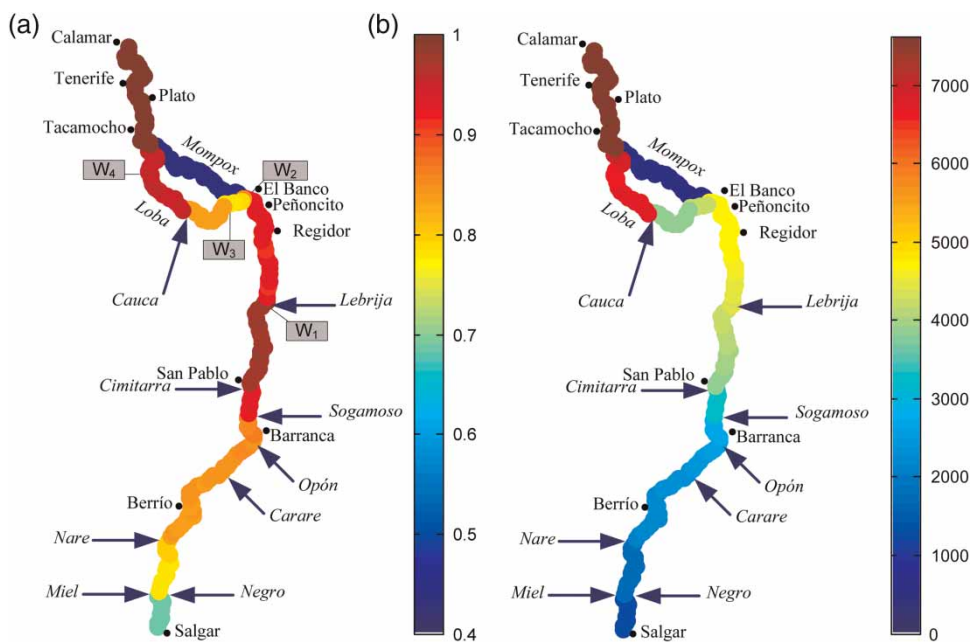 (a)
Calamar
Tenerife
Plato
Tacamocho
Mompox
W4
W2
El Banco
Peñoncito
Loba
Regidor
W3
Cauca
Lebrija
W1
San Pablo
Cimitarra
Sogamoso
Barranca
Opón
Carare
Berrío
Nare
Miel
Negro
Salgar
1
0.9
0.8
0.7
0.6
0.5
0.4
(b)
Calamar
Tenerife
Plato
Tacamocho
Mompox
El Banco
Peñoncito
Loba
Regidor
Cauca
Lebrija
San Pablo
Cimitarra
Sogamoso
Barranca
Opón
Carare
Berrío
Nare
Miel
Negro
Salgar
7000
6000
5000
4000
3000
2000
1000
0